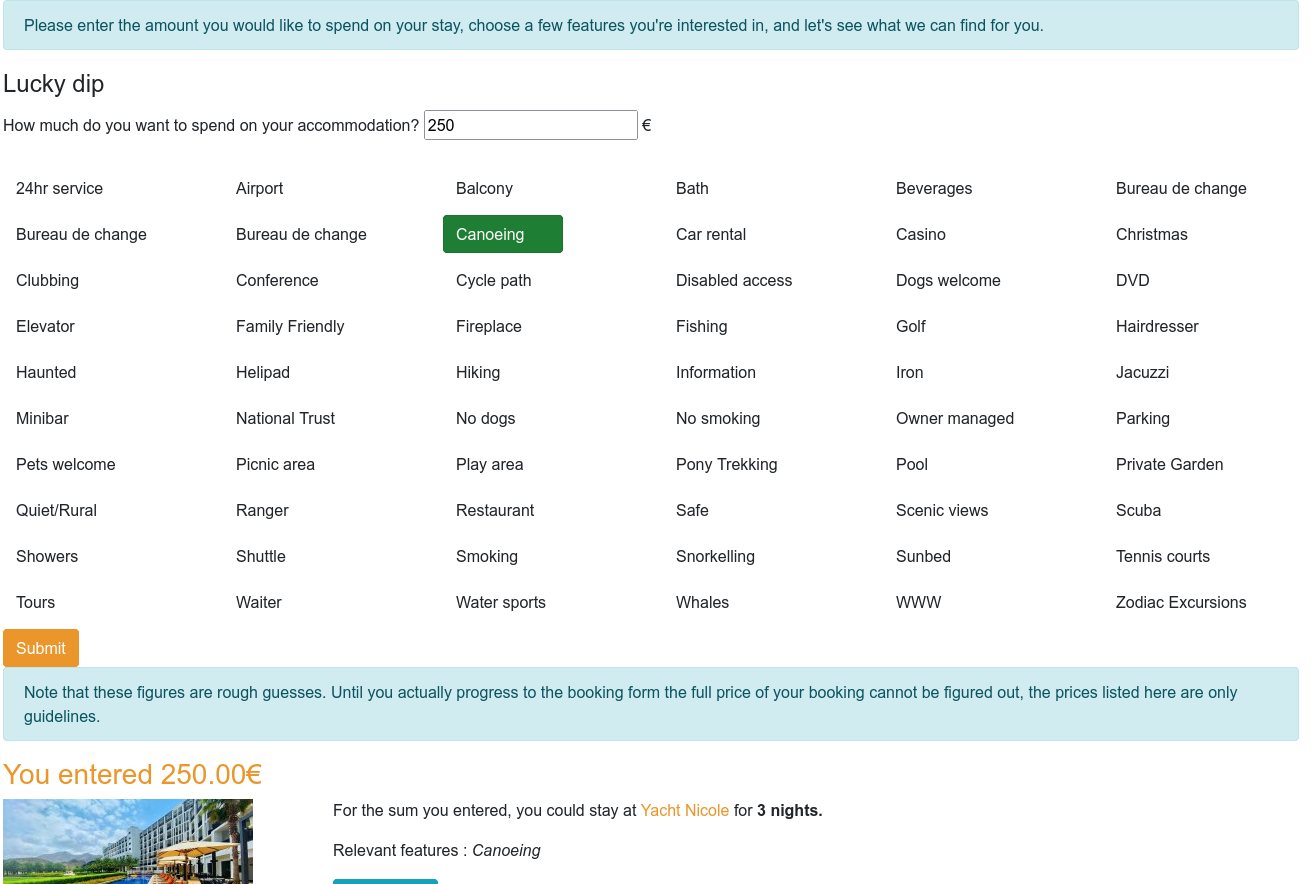 Please enter the amount you would like to spend on your stay, choose a few features you're interested in, and let's see what we can find for you.
Lucky dip
How much do you want to spend on your accommodation? 250 €
24hr service Airport Balcony Bath Beverages Bureau de change
Bureau de change Bureau de change Canoeing Car rental Casino Christmas
Clubbing Conference Cycle path Disabled access Dogs welcome DVD
Elevator Family Friendly Fireplace Fishing Golf Hairdresser
Haunted Helipad Hiking Information Iron Jacuzzi
Minibar National Trust No dogs No smoking Owner managed Parking
Pets welcome Picnic area Play area Pony Trekking Pool Private Garden
Quiet/Rural Ranger Restaurant Safe Scenic views Scuba
Showers Shuttle Smoking Snorkelling Sunbed Tennis courts
Tours Waiter Water sports Whales WWW Zodiac Excursions
Submit
Note that these figures are rough guesses. Until you actually progress to the booking form the full price of your booking cannot be figured out, the prices listed here are only
guidelines.
You entered 250.00€
For the sum you entered, you could stay at Yacht Nicole for 3 nights.
Relevant features : Canoeing